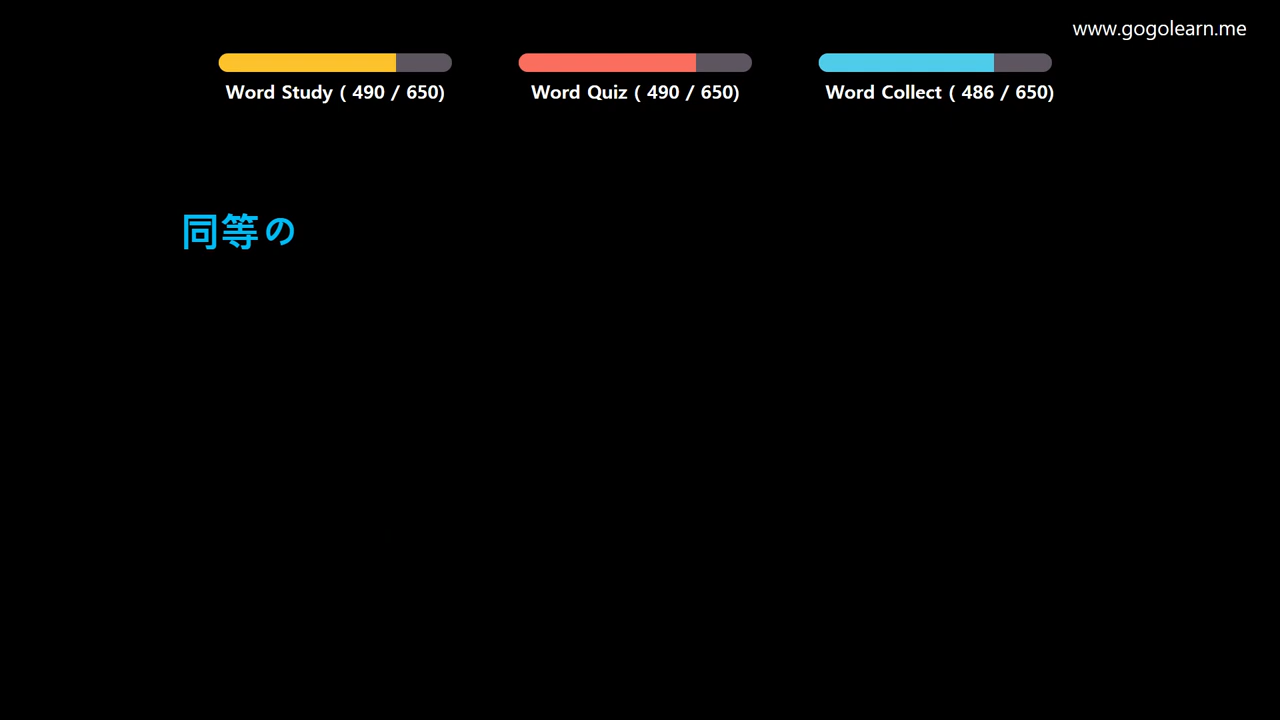 www.gogolearn.me
Word Study ( 490 / 650)
Word Quiz ( 490 / 650)
Word Collect ( 486 / 650)
同等の